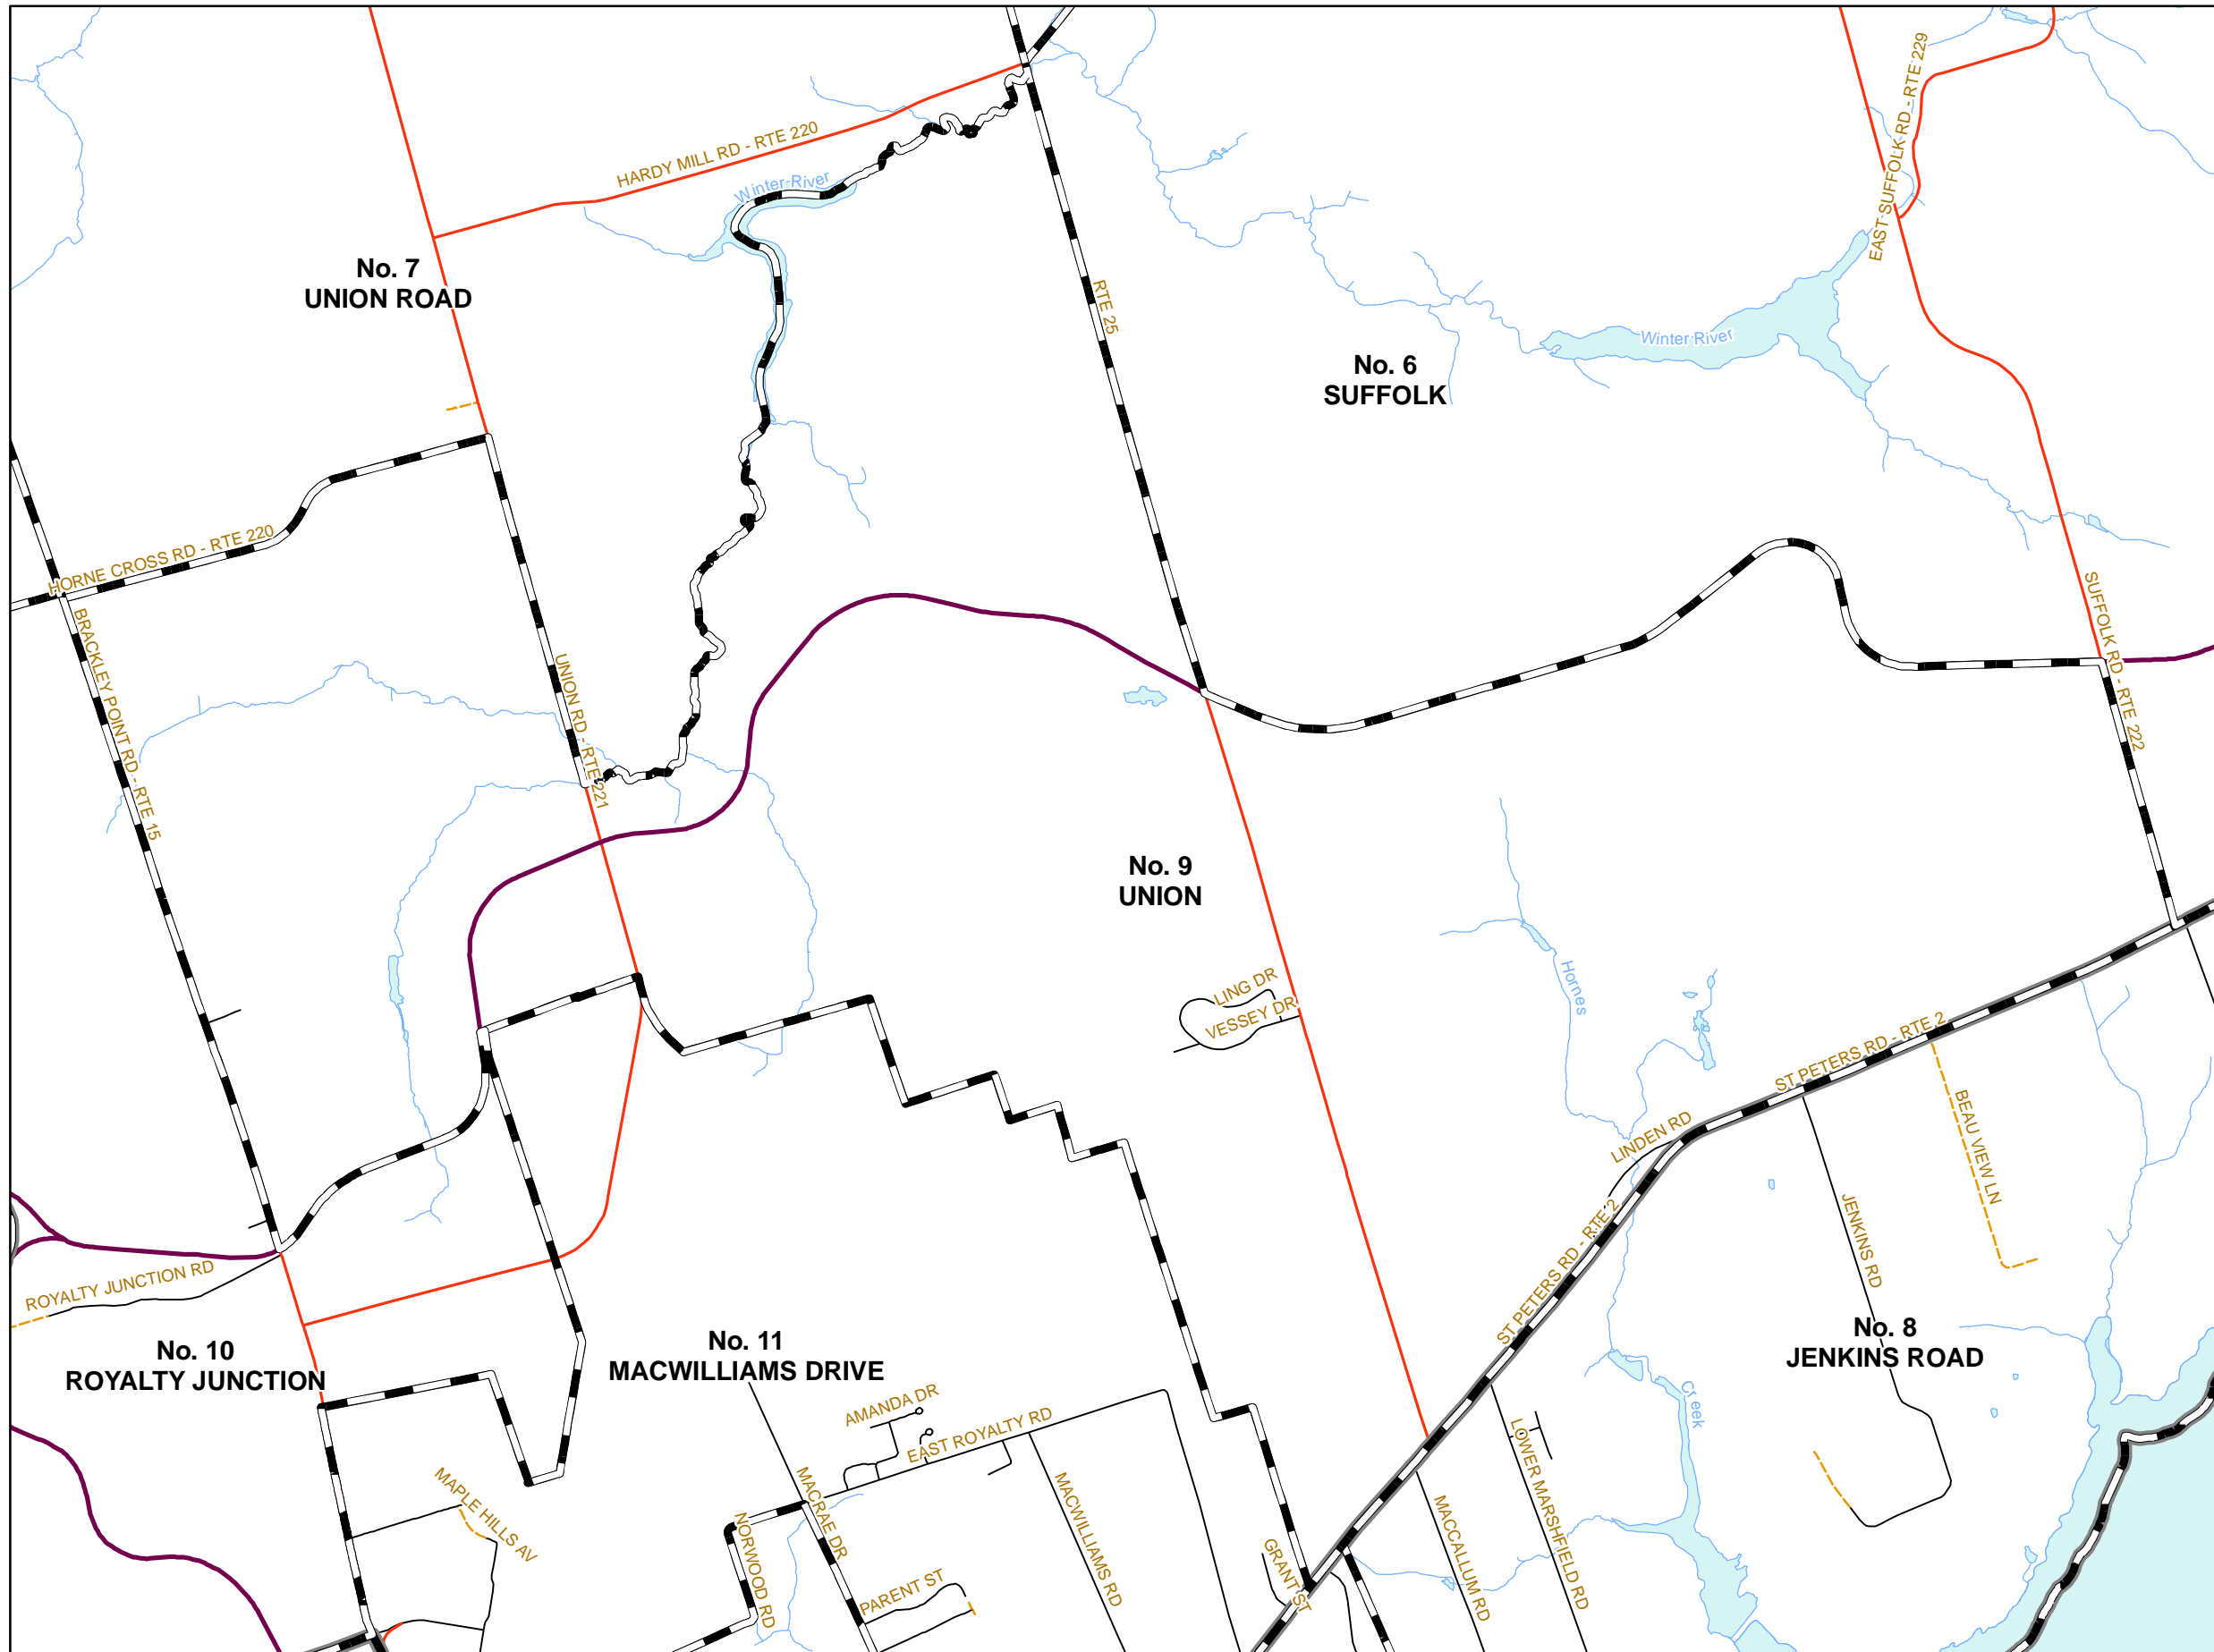 EAST SUFFOLK RD - RTE 229
HARDY MILL RD - RTE 220
Winter River
No. 7
UNION ROAD
RTE 25
Winter River
No. 6
SUFFOLK
HORNE CROSS RD - RTE 220
BRACKLEY POINT RD - RTE 15
UNION RD - RTE 221
SUFFOLK RD - RTE 222
No. 9
UNION
LING DR
VESSEY DR
Hornes
ST PETERS RD - RTE 2
LINDEN RD
BEAU VIEW LN
JENKINS RD
ST PETERS RD - RTE 2
ROYALTY JUNCTION RD
No. 10
ROYALTY JUNCTION
No. 11
MACWILLIAMS DRIVE
No. 8
JENKINS ROAD
Creek
AMANDA DR
EAST ROYALTY RD
LOWER MARSHFIELD RD
MAPLE HILLS AV
MACRAE DR
MACWILLIAMS RD
MACCALLUM RD
NORWOOD RD
GRANT ST
PARENT ST